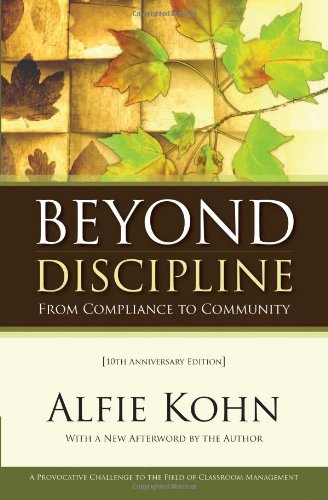 BEYOND
DISCIPLINE
FROM COMPLIANCE TO COMMUNITY
[10TH ANNIVERSARY EDITION]
ALFIE KOHN
WITH A NEW AFTERWORD BY THE AUTHOR
A PROVOCATIVE CHALLENGE TO THE FIELD OF CLASSROOM MANAGEMENT